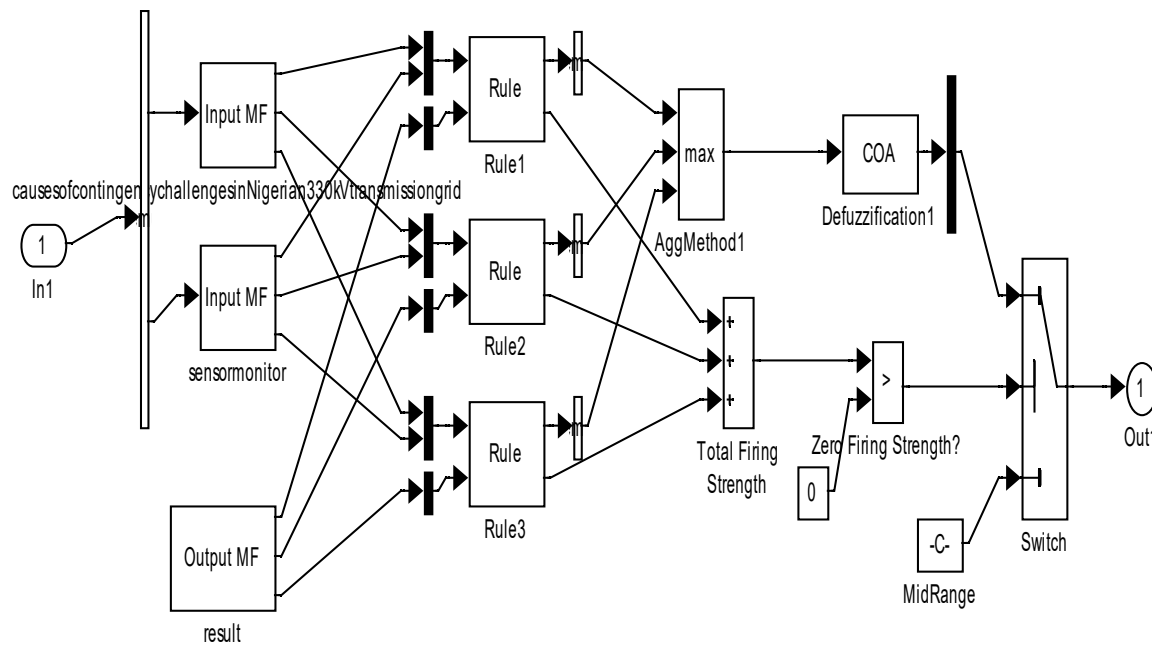 Input MF
causesofcontingencychallengesinNigerian330kVtransmissiongrid
m
1
In1
Input MF
sensormonitor
Output MF
result
Rule
Rule1
m
Rule
Rule2
m
Rule
Rule3
m
max
AggMethod1
COA
Defuzzification1
+
+
+
Total Firing
Strength
>
Zero Firing Strength?
0
-C-
MidRange
Switch
1
Out1